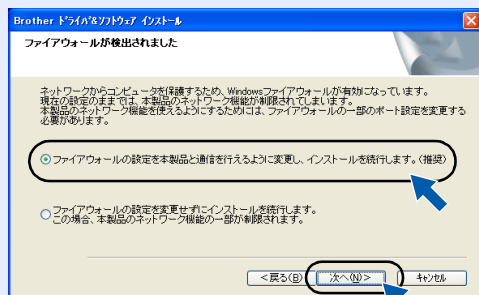 Brother ドライバ&ソフトウェア インストール
ファイアウォールが検出されました
ネットワークからコンピュータを保護するため、Windowsファイアウォールが有効になっています。
現在の設定のままでは、本製品のネットワーク機能が制限されてしまいます。
本製品のネットワーク機能を使えるようにするためには、ファイアウォールの一部のポート設定を変更する
必要があります。
ファイアウォールの設定を本製品と通信を行えるように変更し、インストールを続行します。(推奨)
ファイアウォールの設定を変更せずにインストールを続行します。
この場合、本製品のネットワーク機能の一部が制限されます。
<戻る(B) 次へ(N)> キャンセル